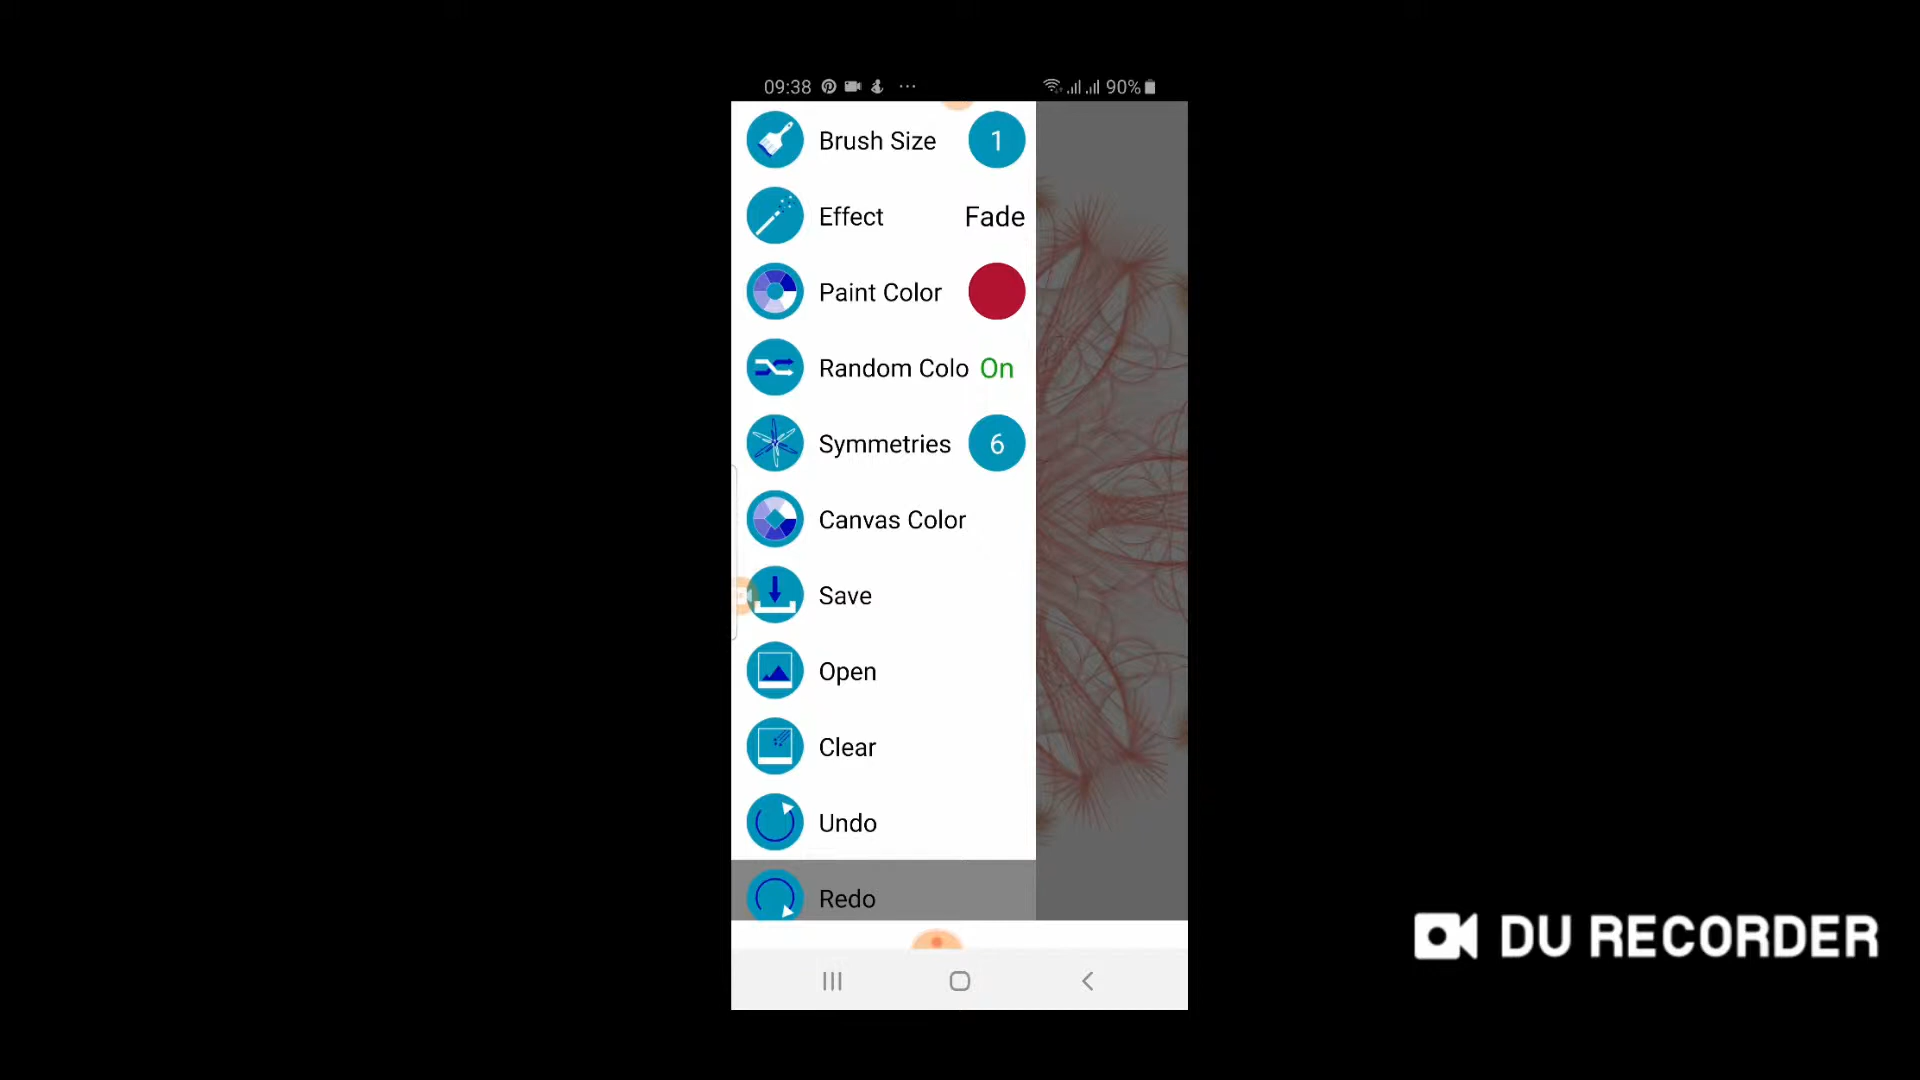 09:38 90%
Brush Size 1
Effect Fade
Paint Color
Random Colo On
Symmetries 6
Canvas Color
Save
Open
Clear
Undo
Redo
DU RECORDER